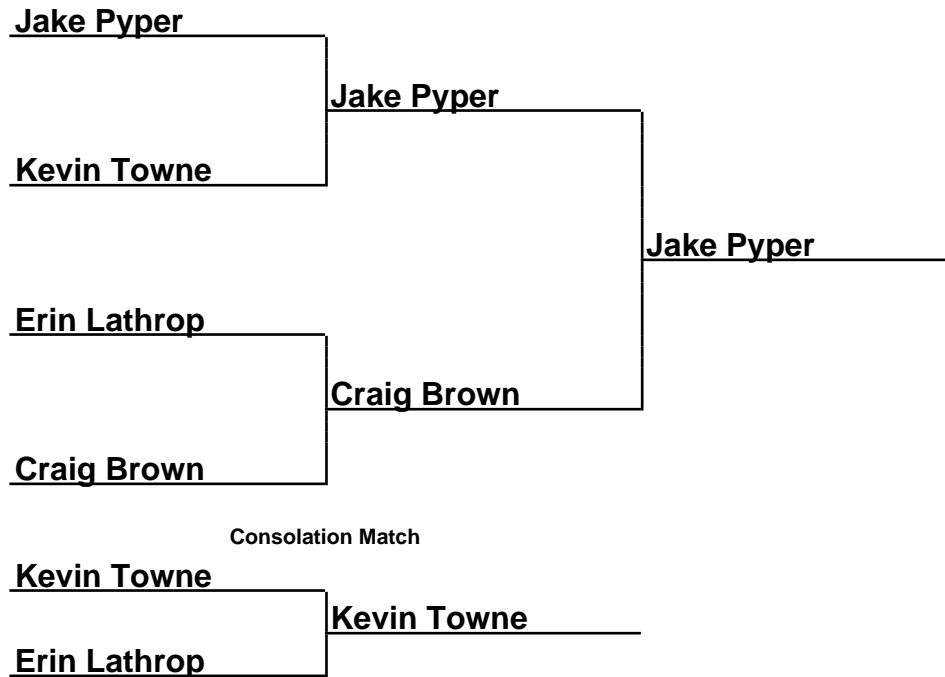 Jake Pyper
Jake Pyper
Kevin Towne
Jake Pyper
Erin Lathrop
Craig Brown
Craig Brown
Consolation Match
Kevin Towne
Kevin Towne
Erin Lathrop